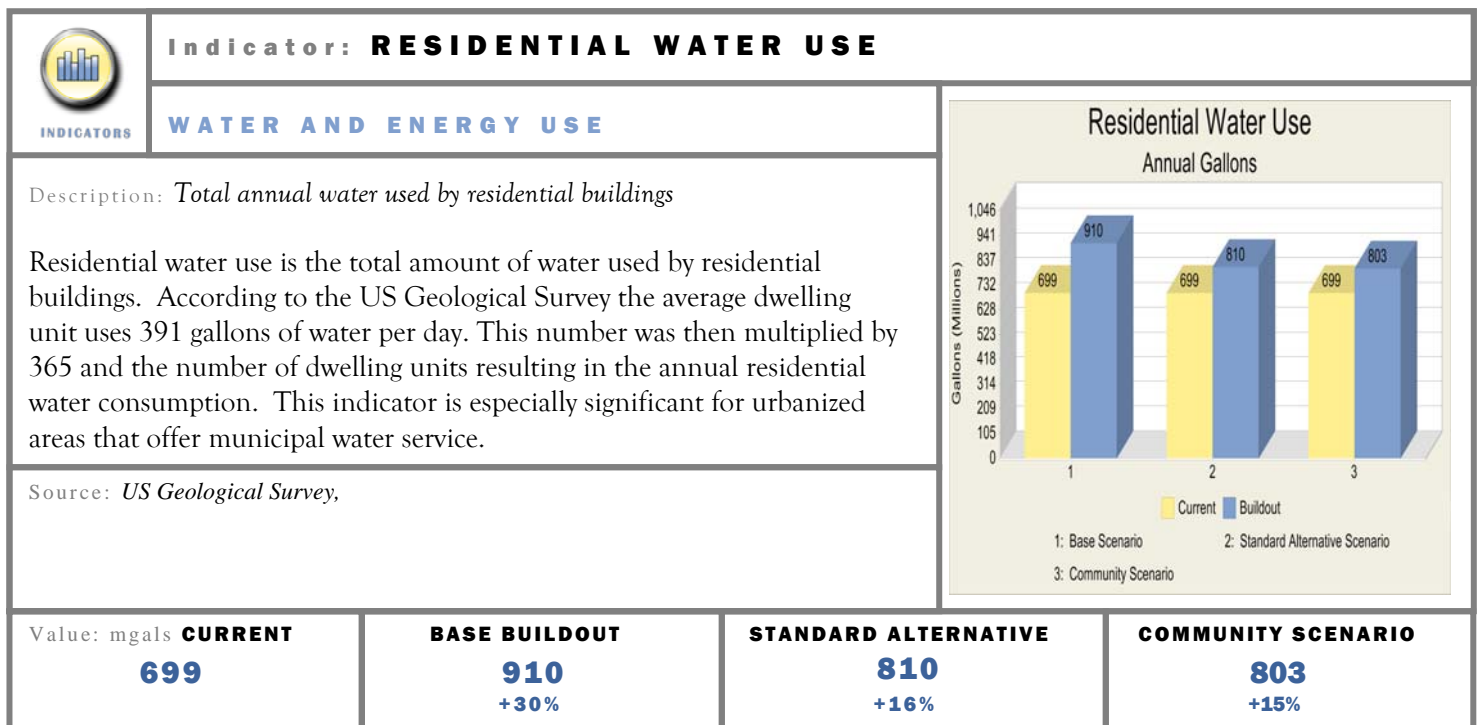 Indicator: RESIDENTIAL WATER USE
INDICATORS
WATER AND ENERGY USE
Description: Total annual water used by residential buildings
Residential water use is the total amount of water used by residential
buildings. According to the US Geological Survey the average dwelling
unit uses 391 gallons of water per day. This number was then multiplied by
365 and the number of dwelling units resulting in the annual residential
water consumption. This indicator is especially significant for urbanized
areas that offer municipal water service.
Source: US Geological Survey,
Residential Water Use
Annual Gallons
Gallons (Millions)
1,046
941
837
732
628
523
418
314
209
105
0
699 910 699 810 699 803
1 2 3
Current Buildout
1: Base Scenario 2: Standard Alternative Scenario
3: Community Scenario
Value: mgals CURRENT
699
BASE BUILDOUT
910
+30%
STANDARD ALTERNATIVE
810
+16%
COMMUNITY SCENARIO
803
+15%